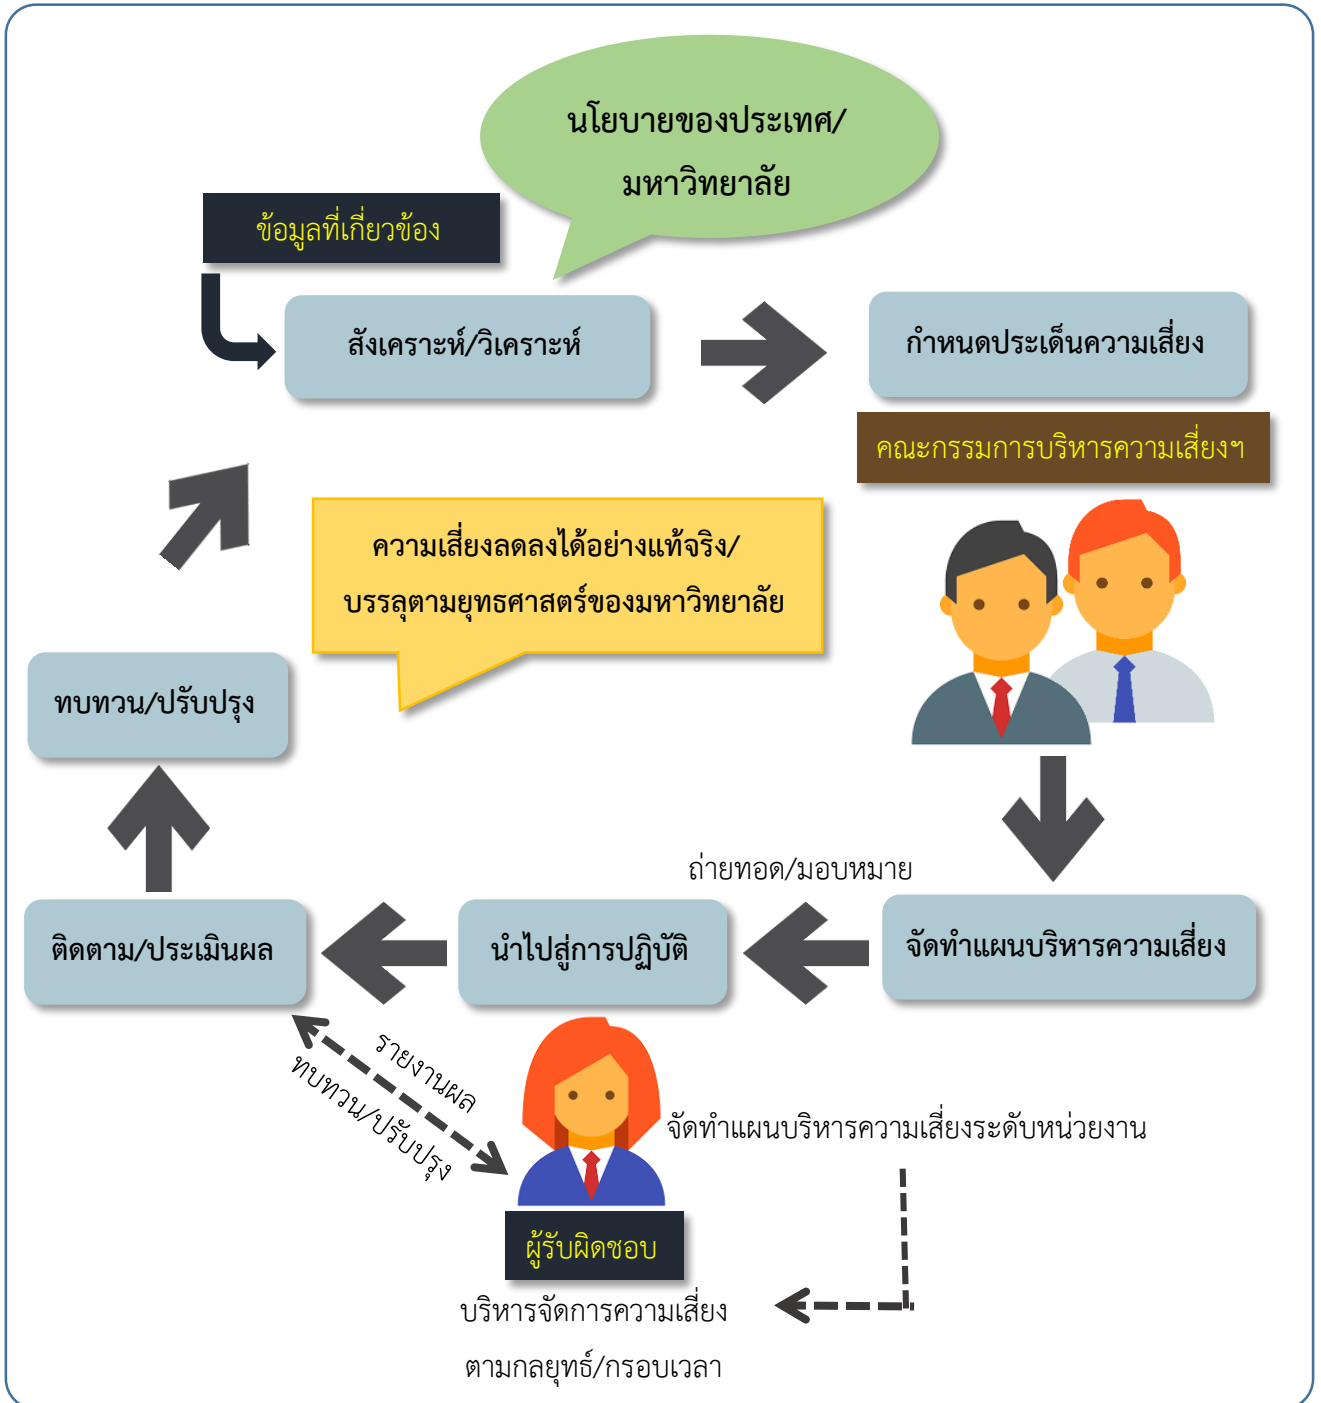 นโยบายของประเทศ/
มหาวิทยาลัย
ข้อมูลที่เกี่ยวข้อง
สังเคราะห์/วิเคราะห์
กำหนดประเด็นความเสี่ยง
คณะกรรมการบริหารความเสี่ยงฯ
ความเสี่ยงลดลงได้อย่างแท้จริง/
บรรลุตามยุทธศาสตร์ของมหาวิทยาลัย
ทบทวน/ปรับปรุง
ถ่ายทอด/มอบหมาย
ติดตาม/ประเมินผล
นำไปสู่การปฏิบัติ
จัดทำแผนบริหารความเสี่ยง
รายงานผล
ทบทวน/ปรับปรุง
จัดทำแผนบริหารความเสี่ยงระดับหน่วยงาน
ผู้รับผิดชอบ
บริหารจัดการความเสี่ยง
ตามกลยุทธ์/กรอบเวลา